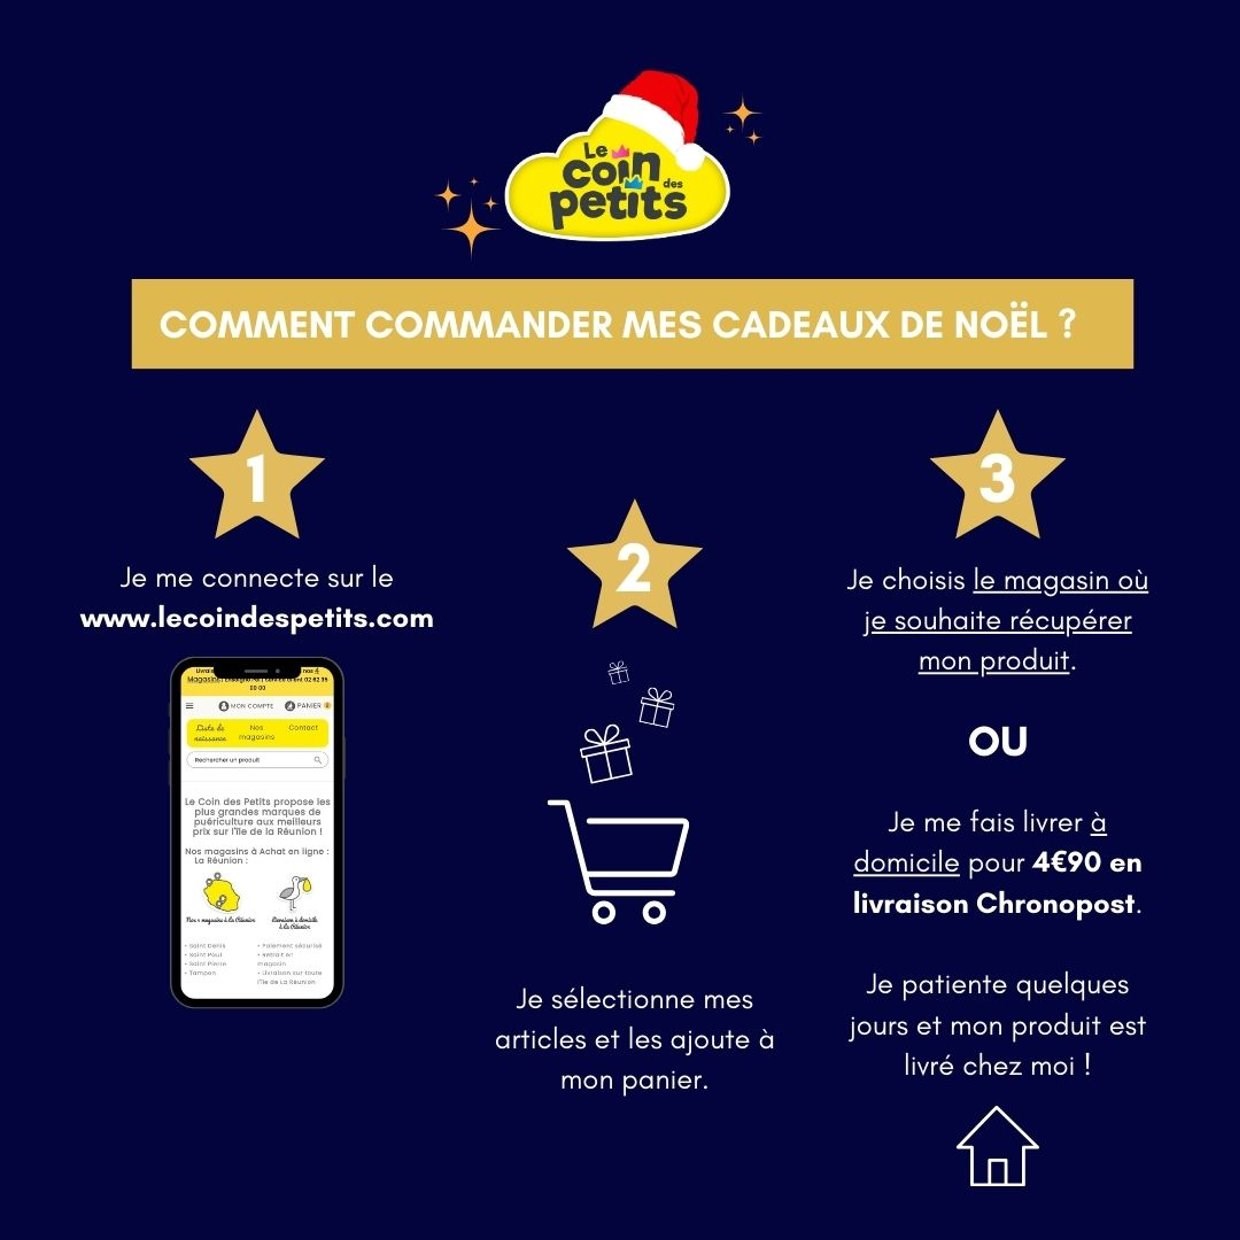 Le
coin
des
petits
COMMENT COMMANDER MES CADEAUX DE NOËL ?
1
Je me connecte sur le
www.lecoindespetits.com
MON COMPTE
PANIER
Liste de
naissance
Nos
magasins
Contact
Rechercher un produit
Le Coin des Petits propose les
plus grandes marques de
puériculture aux meilleurs
prix sur l'île de la Réunion !
Nos magasins à
La Réunion :
Achat en ligne :
Nos 4 magasins à la Réunion
Livraison à domicile
à la Réunion
• Saint Denis
• Saint Paul
• Saint Pierre
• Tampon
• Paiement sécurisé
• Retrait en
magasin
• Livraison sur toute
l'île de La Réunion
2
Je sélectionne mes
articles et les ajoute à
mon panier.
3
Je choisis le magasin où
je souhaite récupérer
mon produit.
OU
Je me fais livrer à
domicile pour 4€90 en
livraison Chronopost.
Je patiente quelques
jours et mon produit est
livré chez moi !